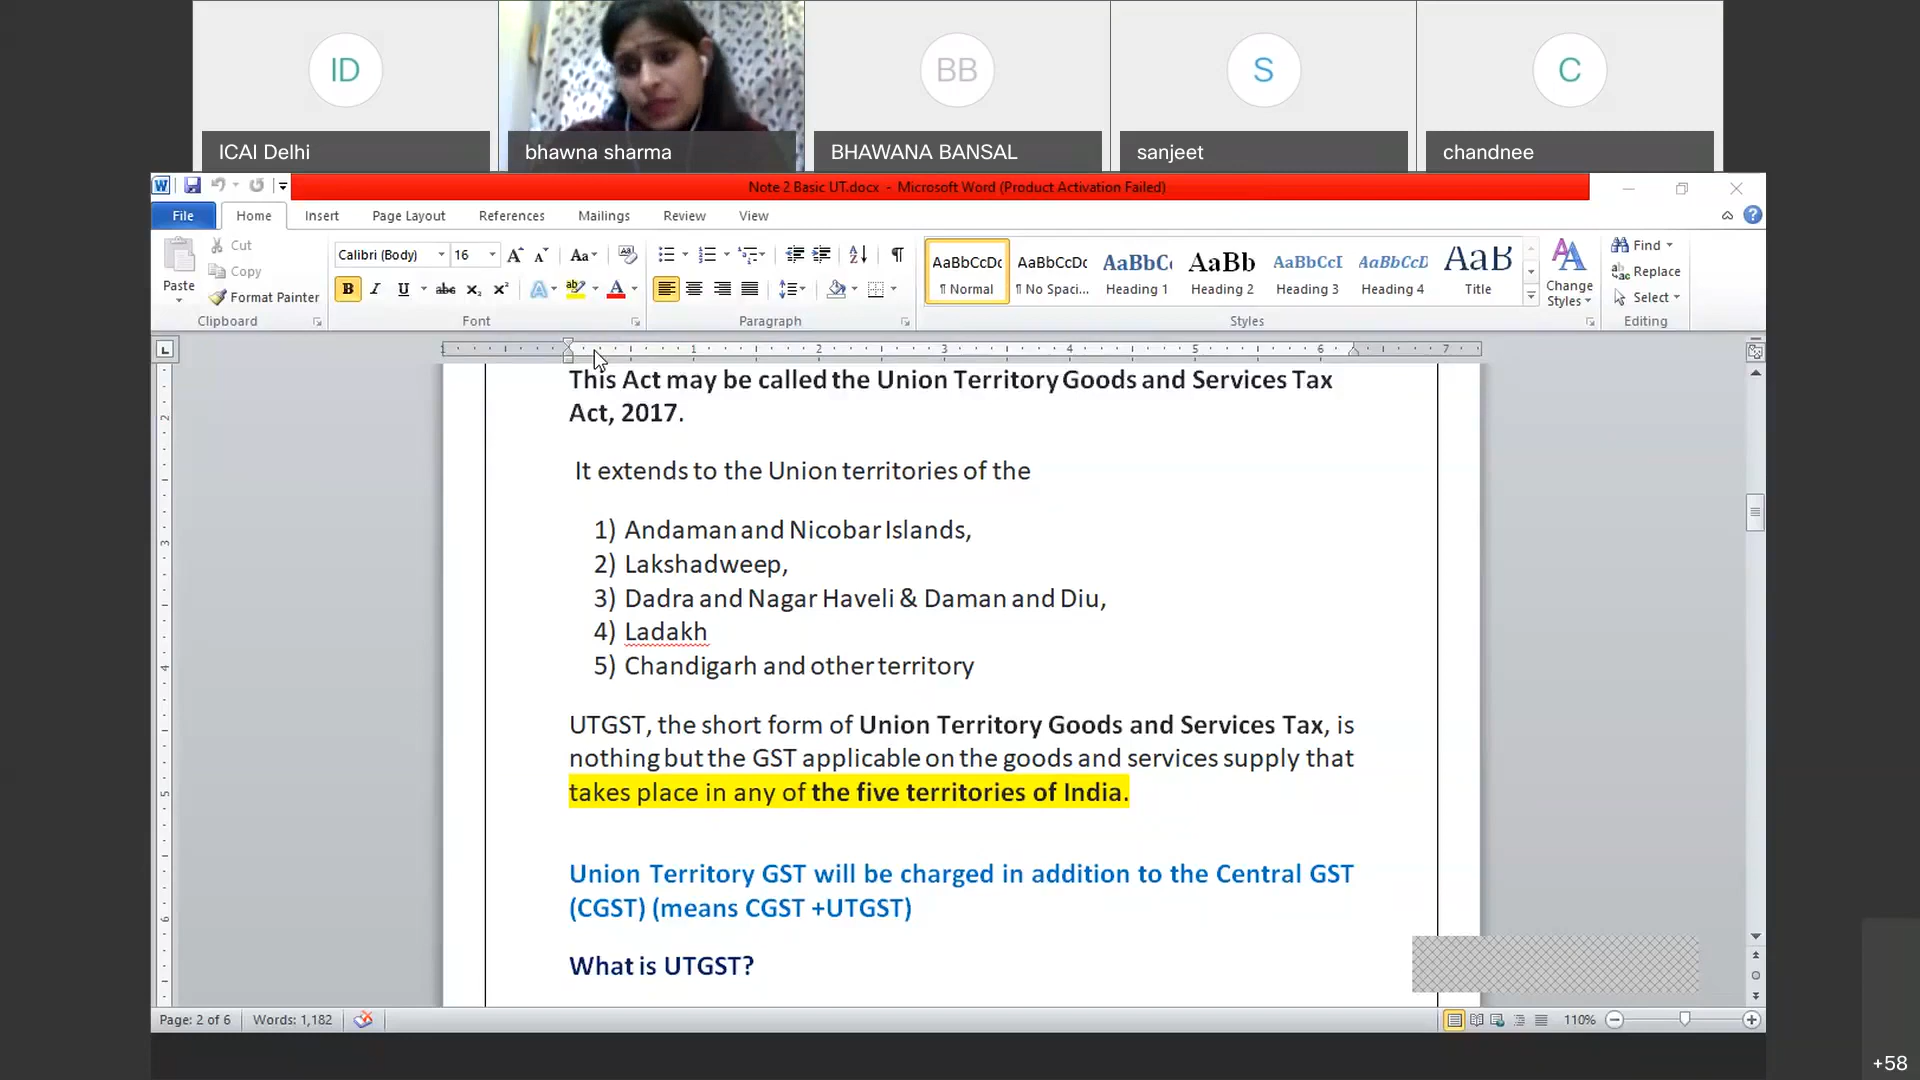 ID
BB
S
C
ICAI Delhi
bhawna sharma
BHAWANA BANSAL
sanjeet
chandnee
Note 2 Basic UT.docx - Microsoft Word (Product Activation Failed)
File Home Insert Page Layout References Mailings Review View
Paste
Cut
Copy
Format Painter
Clipboard
Calibri (Body) 16
Font
Paragraph
AaBbCcDc AaBbCcDc AaBbC AaBb AaBbCcI AaBbCcD AaB
¶ Normal ¶ No Spaci... Heading 1 Heading 2 Heading 3 Heading 4 Title
Change
Styles
Styles
Find
Replace
Select
Editing
1 1 2 3 4 5 6 7
This Act may be called the Union Territory Goods and Services Tax
Act, 2017.
It extends to the Union territories of the
1) Andaman and Nicobar Islands,
2) Lakshadweep,
3) Dadra and Nagar Haveli & Daman and Diu,
4) Ladakh
5) Chandigarh and other territory
UTGST, the short form of Union Territory Goods and Services Tax, is
nothing but the GST applicable on the goods and services supply that
takes place in any of the five territories of India.
Union Territory GST will be charged in addition to the Central GST
(CGST) (means CGST +UTGST)
What is UTGST?
Page: 2 of 6 Words: 1,182 110%
+58